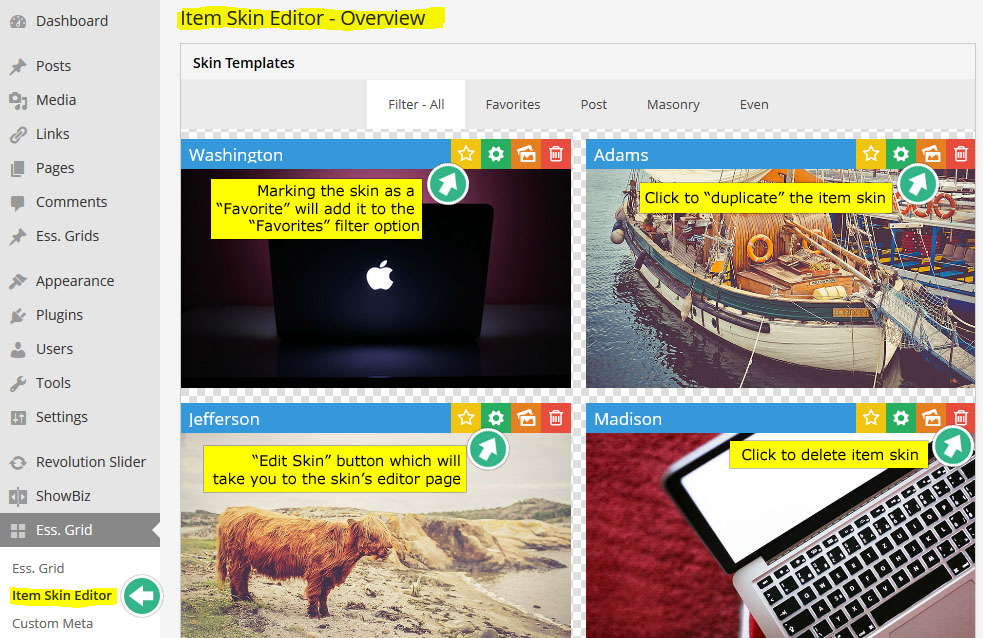 Dashboard
Posts
Media
Links
Pages
Comments
Ess. Grids
Appearance
Plugins
Users
Tools
Settings
Revolution Slider
ShowBiz
Ess. Grid
Ess. Grid
Item Skin Editor
Custom Meta
Item Skin Editor - Overview
Skin Templates
Filter - All
Favorites
Post
Masonry
Even
Washington
Marking the skin as a
“Favorite” will add it to the
“Favorites” filter option
Adams
Click to “duplicate” the item skin
Jefferson
“Edit Skin” button which will
take you to the skin’s editor page
Madison
Click to delete item skin